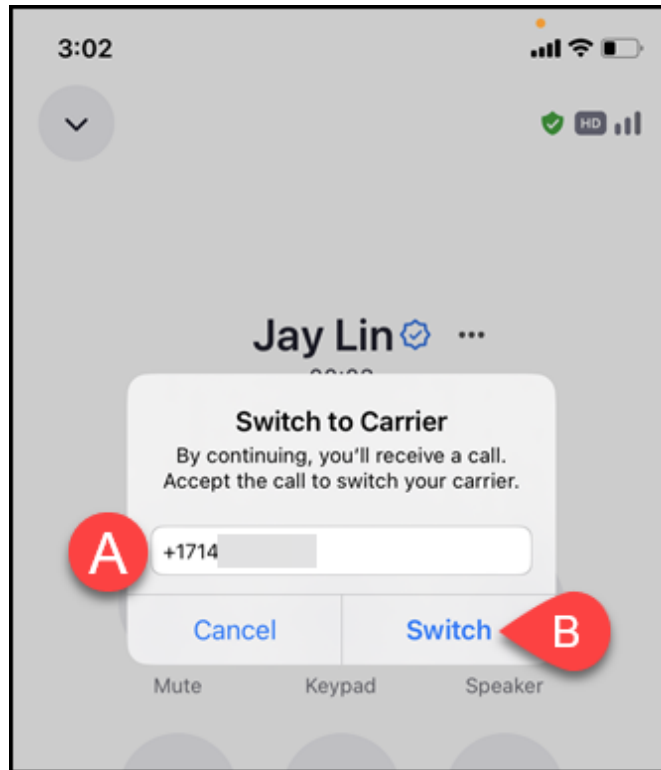 3:02
HD
Jay Lin ...
Switch to Carrier
By continuing, you'll receive a call.
Accept the call to switch your carrier.
A
+1714
Cancel
Switch
B
Mute
Keypad
Speaker